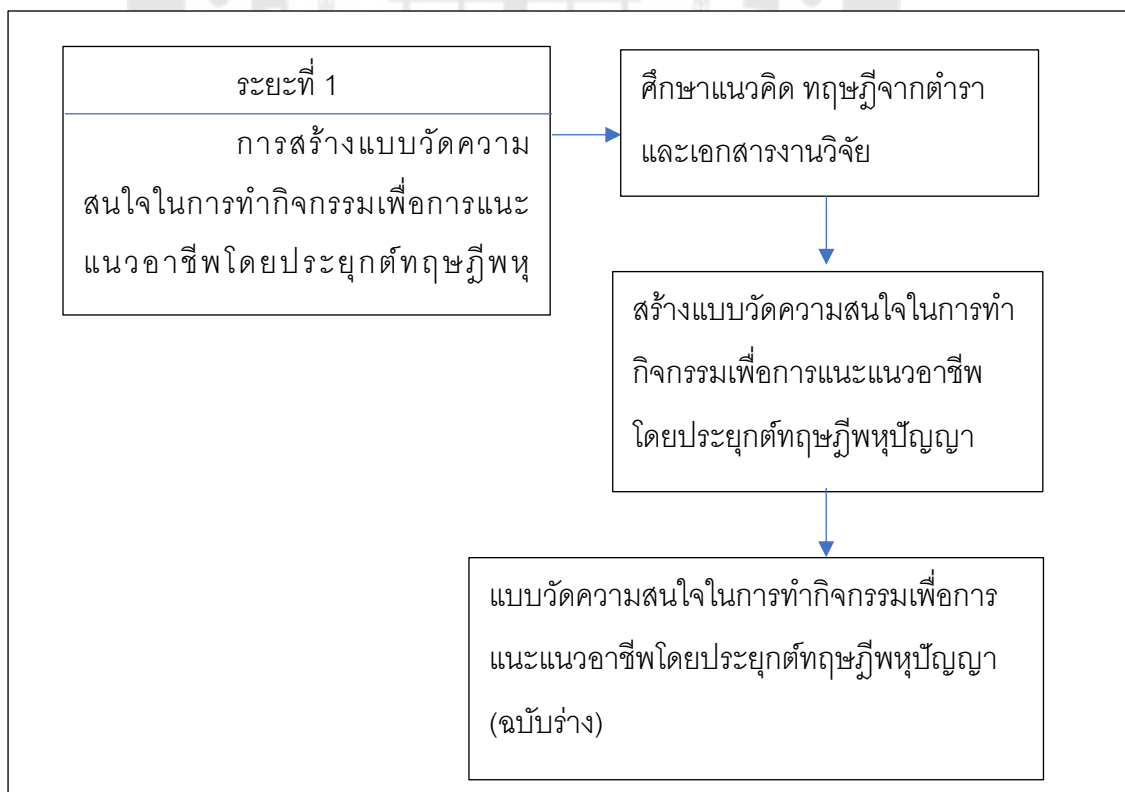 ระยะที่ 1
การสร้างแบบวัดความ
สนใจในการทำกิจกรรมเพื่อการแนะ
แนวอาชีพโดยประยุกต์ทฤษฎีพหุ
ศึกษาแนวคิด ทฤษฎีจากตำรา
และเอกสารงานวิจัย
สร้างแบบวัดความสนใจในการทำ
กิจกรรมเพื่อการแนะแนวอาชีพ
โดยประยุกต์ทฤษฎีพหุปัญญา
แบบวัดความสนใจในการทำกิจกรรมเพื่อการ
แนะแนวอาชีพโดยประยุกต์ทฤษฎีพหุปัญญา
(ฉบับร่าง)